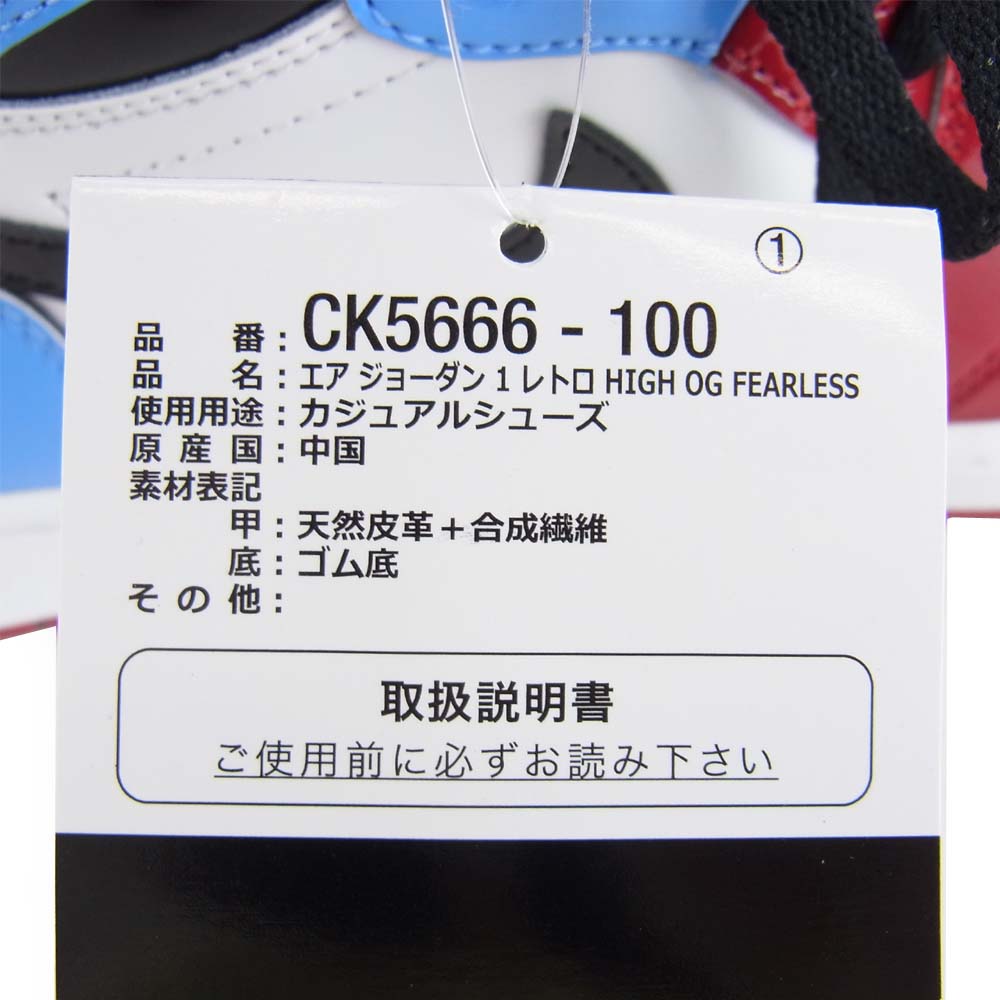 ①
品番：CK5666 - 100
品名：エア ジョーダン 1 レトロ HIGH OG FEARLESS
使用用途：カジュアルシューズ
原産国：中国
素材表記
甲：天然皮革＋合成繊維
底：ゴム底
その他：
取扱説明書
ご使用前に必ずお読み下さい